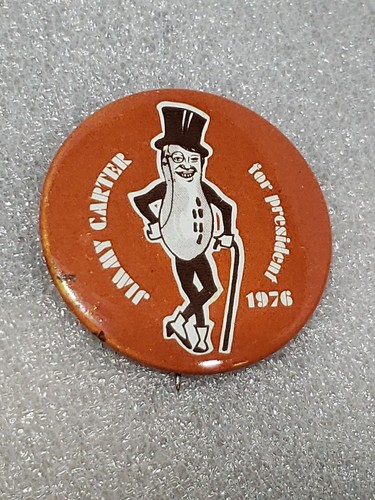 JIMMY CARTER
for president
1976